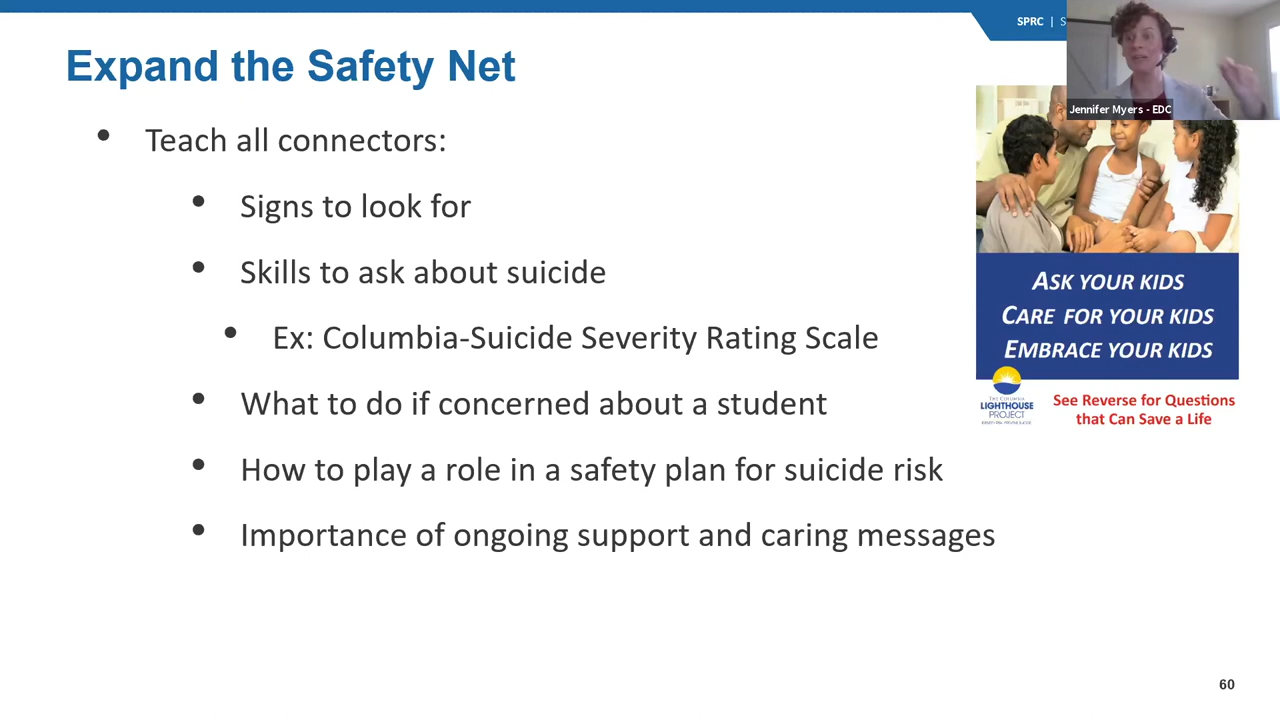 SPRC | S
Jennifer Myers - EDC
Expand the Safety Net
• Teach all connectors:
• Signs to look for
• Skills to ask about suicide
• Ex: Columbia-Suicide Severity Rating Scale
• What to do if concerned about a student
• How to play a role in a safety plan for suicide risk
• Importance of ongoing support and caring messages
ASK YOUR KIDS
CARE FOR YOUR KIDS
EMBRACE YOUR KIDS
THE COLUMBIA
LIGHTHOUSE
PROJECT
See Reverse for Questions
that Can Save a Life
60